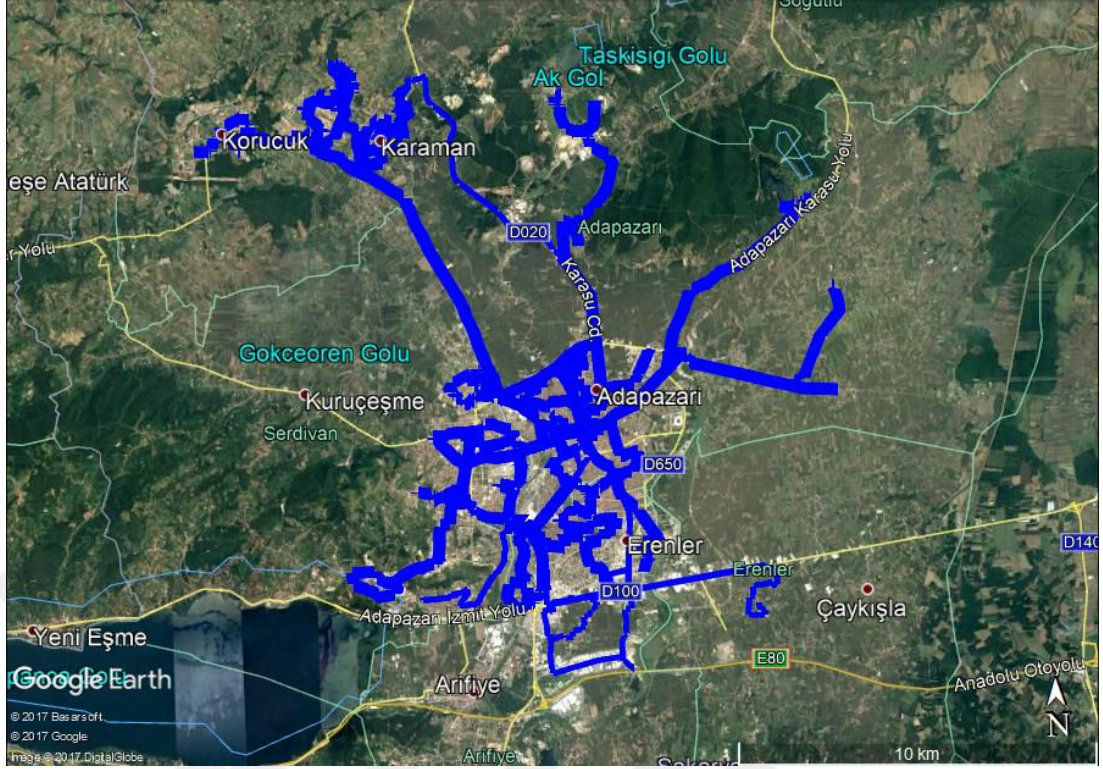 Sogutlu
Taskisigi Golu
Ak Gol
Korucuk
Karaman
eşe Atatürk
D020
Adapazarı
Adapazarı Karasu Yolu
er Yolu
Karasu Cd.
Gokceoren Golu
Kuruçeşme
Adapazarı
Serdivan
D650
Erenler
D140
Erenler
D100
Çaykışla
Adapazarı İzmit Yolu
Yeni Eşme
E80
Google Earth
Arifiye
Anadolu Otoyolu
N
© 2017 Basarsoft
© 2017 Google
Image © 2017 DigitalGlobe
Arifiye
10 km